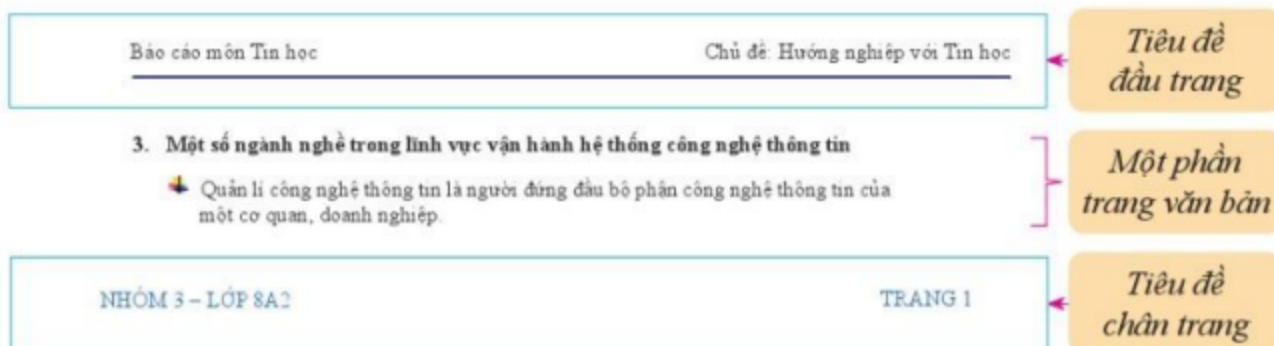 Báo cáo môn Tin học Chủ đề: Hướng nghiệp với Tin học
Tiêu đề
đầu trang
3. Một số ngành nghề trong lĩnh vực vận hành hệ thống công nghệ thông tin
Quản lí công nghệ thông tin là người đứng đầu bộ phận công nghệ thông tin của
một cơ quan, doanh nghiệp.
Một phần
trang văn bản
NHÓM 3 – LỚP 8A2 TRANG 1
Tiêu đề
chân trang